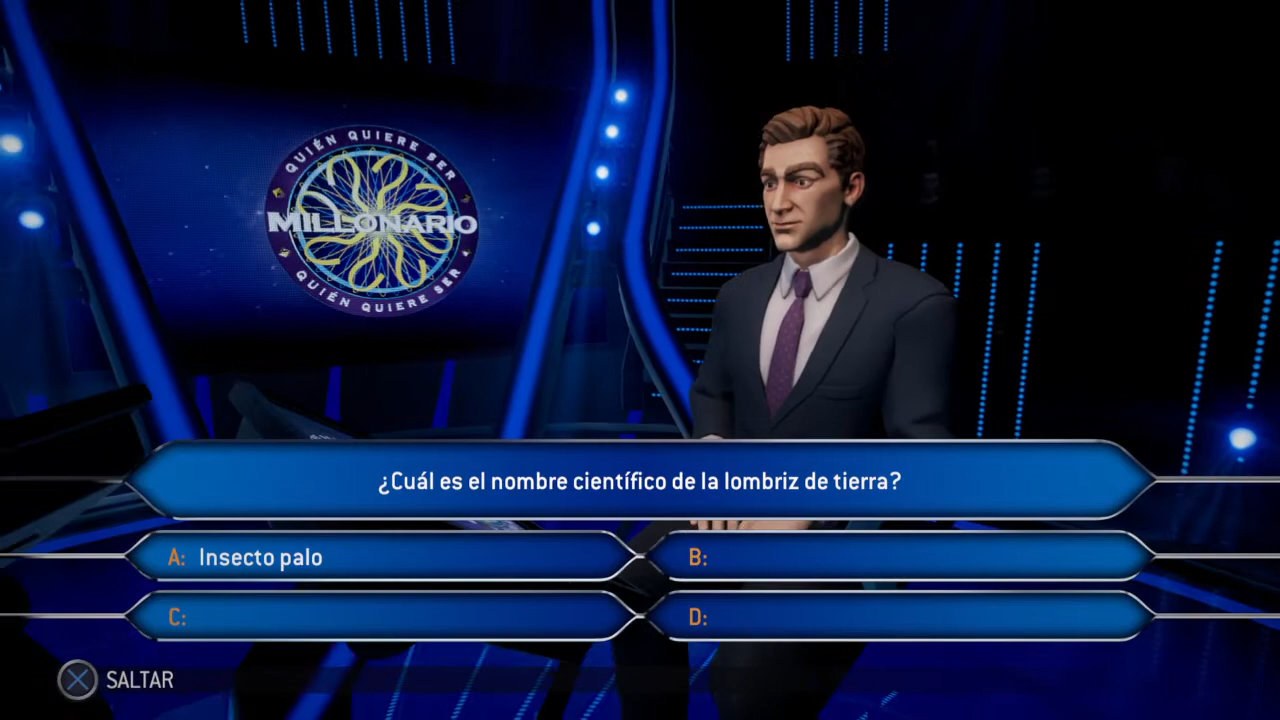 QUIÉN QUIERE SER
MILLONARIO
QUIÉN QUIERE SER
¿Cuál es el nombre científico de la lombriz de tierra?
A: Insecto palo
B:
C:
D:
SALTAR